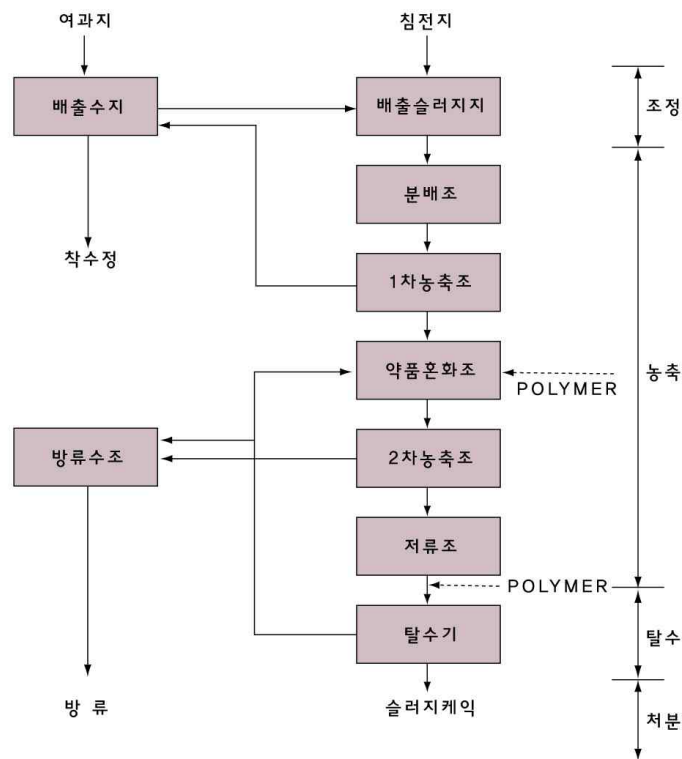 여과지
침전지
배출수지
배출슬러지지
조정
분배조
착수정
1차농축조
약품혼화조
POLYMER
농축
방류수조
2차농축조
저류조
POLYMER
탈수기
탈수
방 류
슬러지케익
처분